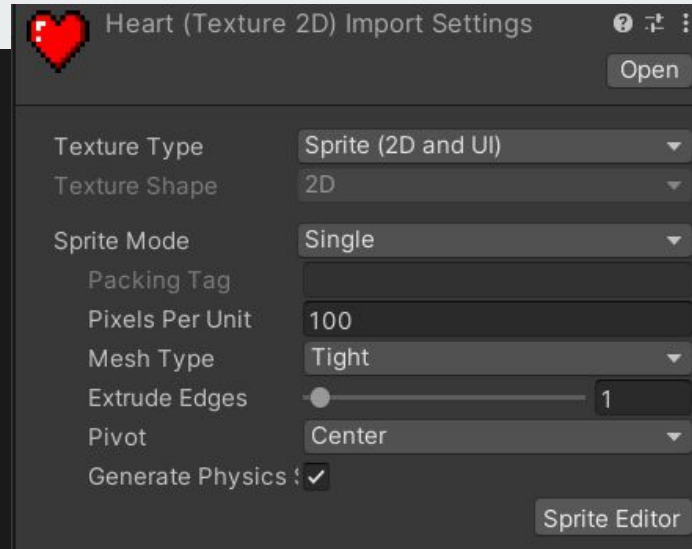 Heart (Texture 2D) Import Settings
Open
Texture Type Sprite (2D and UI)
Texture Shape 2D
Sprite Mode Single
Packing Tag
Pixels Per Unit 100
Mesh Type Tight
Extrude Edges 1
Pivot Center
Generate Physics
Sprite Editor